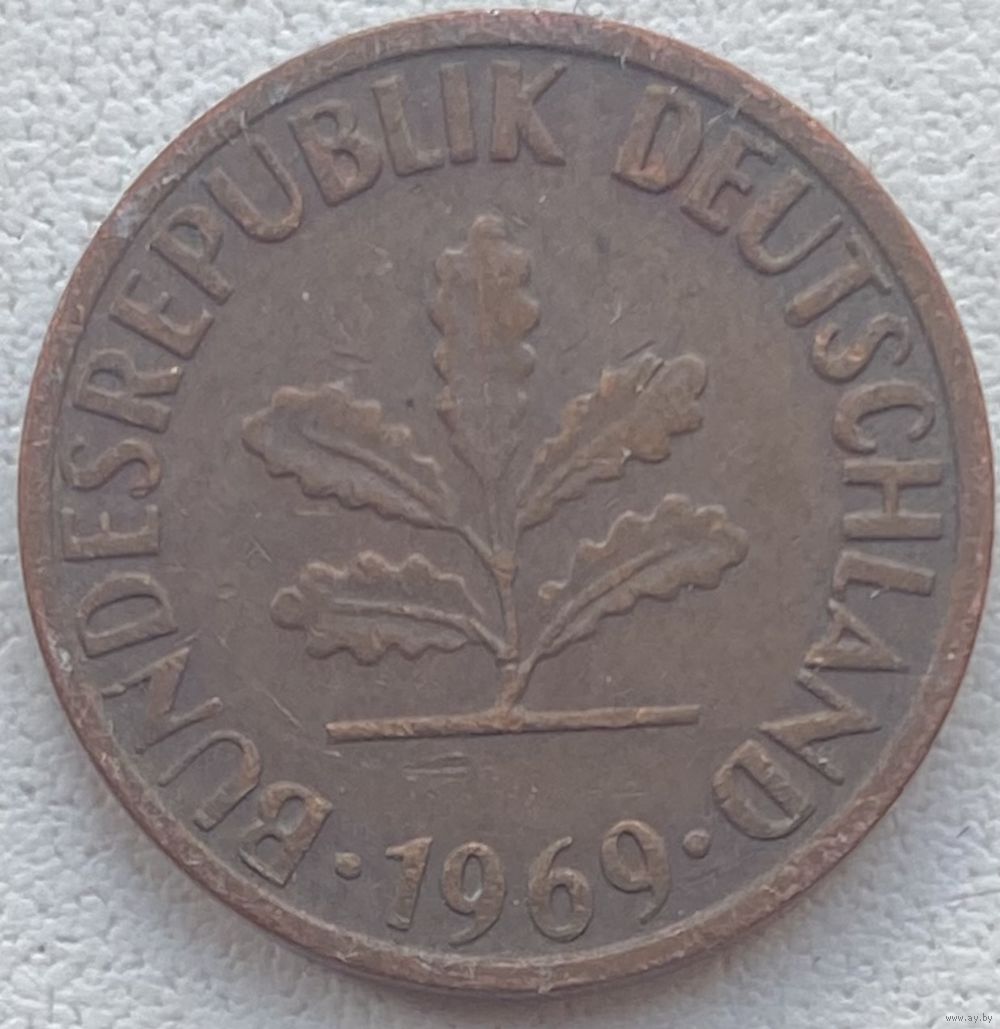 BUNDESREPUBLIK DEUTSCHLAND
· 1969 ·
www.ay.by